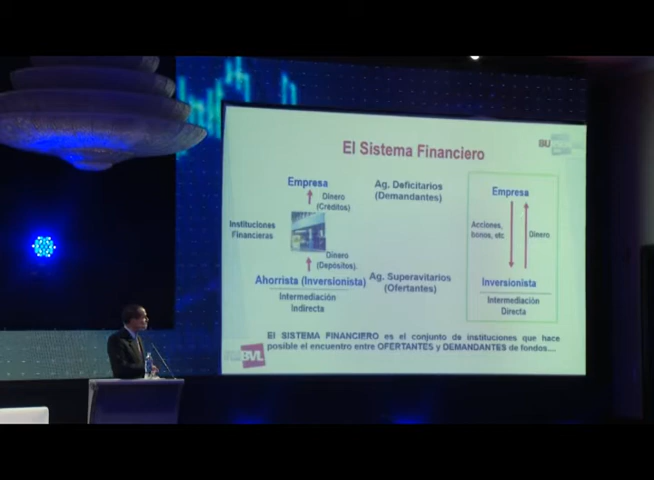 El Sistema Financiero
Empresa
Dinero
(Créditos)
Instituciones
Financieras
Dinero
(Depósitos).
Ahorrista (Inversionista)
Intermediación
Indirecta
Ag. Deficitarios
(Demandantes)
Ag. Superavitarios
(Ofertantes)
Empresa
Acciones,
bonos, etc
Dinero
Inversionista
Intermediación
Directa
El SISTEMA FINANCIERO es el conjunto de instituciones que hace
posible el encuentro entre OFERTANTES y DEMANDANTES de fondos....
BVL